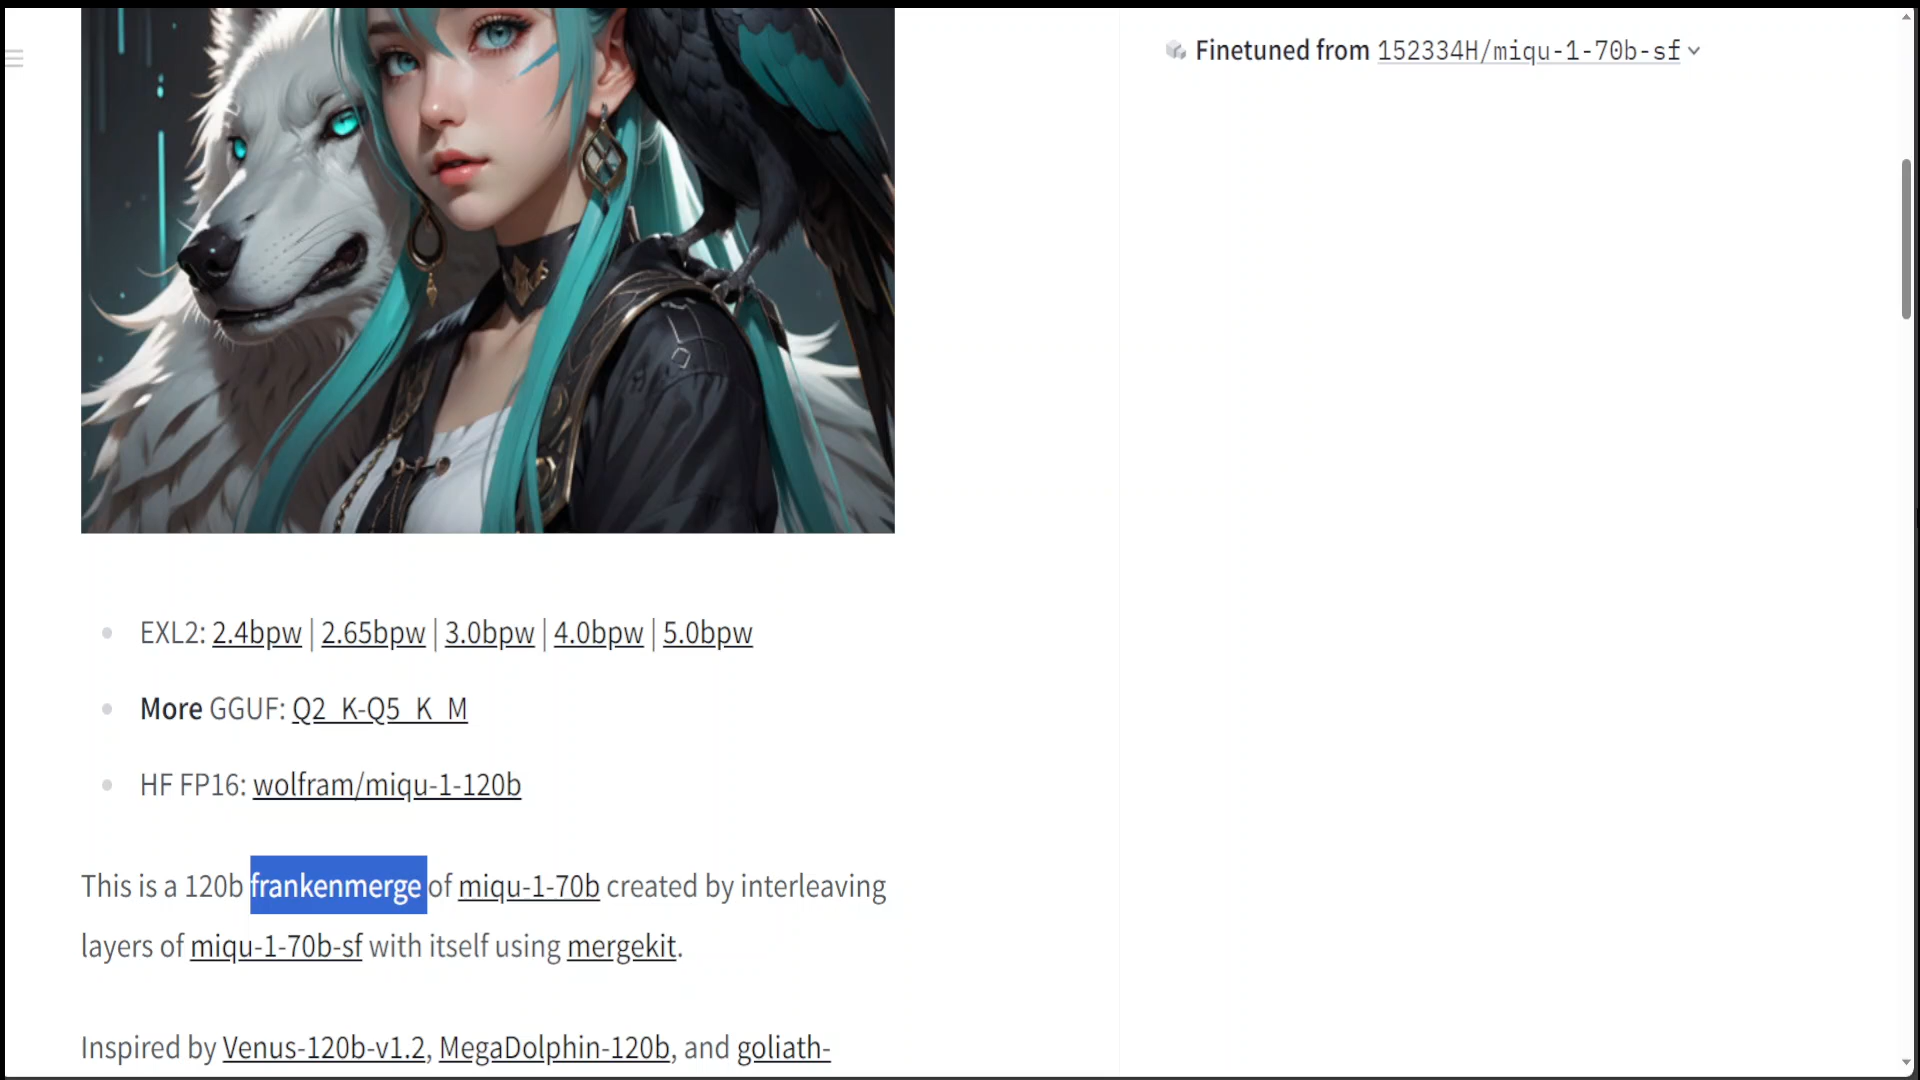 Finetuned from 152334H/miqu-1-70b-sf
EXL2: 2.4bpw | 2.65bpw | 3.0bpw | 4.0bpw | 5.0bpw
More GGUF: Q2_K-Q5_K_M
HF FP16: wolfram/miqu-1-120b
This is a 120b frankenmerge of miqu-1-70b created by interleaving
layers of miqu-1-70b-sf with itself using mergekit.
Inspired by Venus-120b-v1.2, MegaDolphin-120b, and goliath-